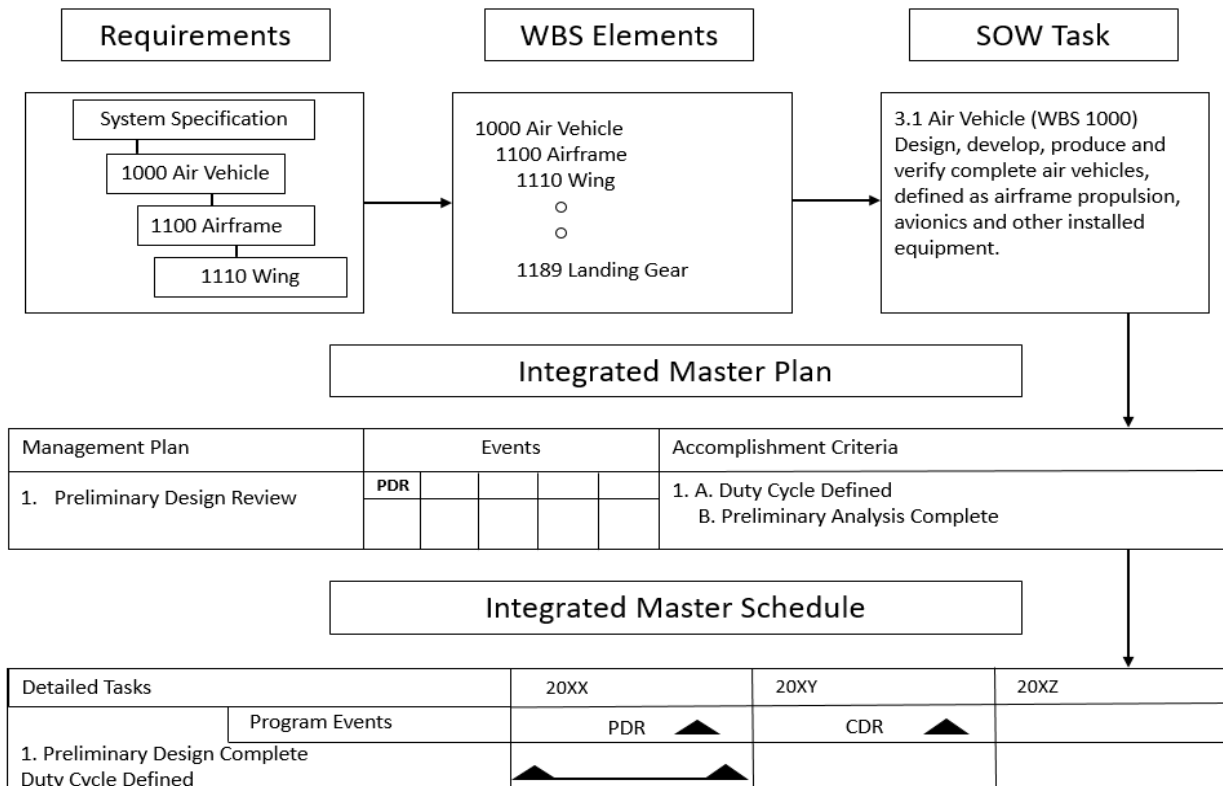 Requirements
WBS Elements
SOW Task
System Specification
1000 Air Vehicle
1100 Airframe
1110 Wing
1000 Air Vehicle
1100 Airframe
1110 Wing
1189 Landing Gear
3.1 Air Vehicle (WBS 1000)
Design, develop, produce and
verify complete air vehicles,
defined as airframe propulsion,
avionics and other installed
equipment.
Integrated Master Plan
Management Plan
Events
Accomplishment Criteria
1. Preliminary Design Review
PDR
1. A. Duty Cycle Defined
B. Preliminary Analysis Complete
Integrated Master Schedule
Detailed Tasks
20XX
20XY
20XZ
Program Events
PDR
CDR
1. Preliminary Design Complete
Duty Cycle Defined